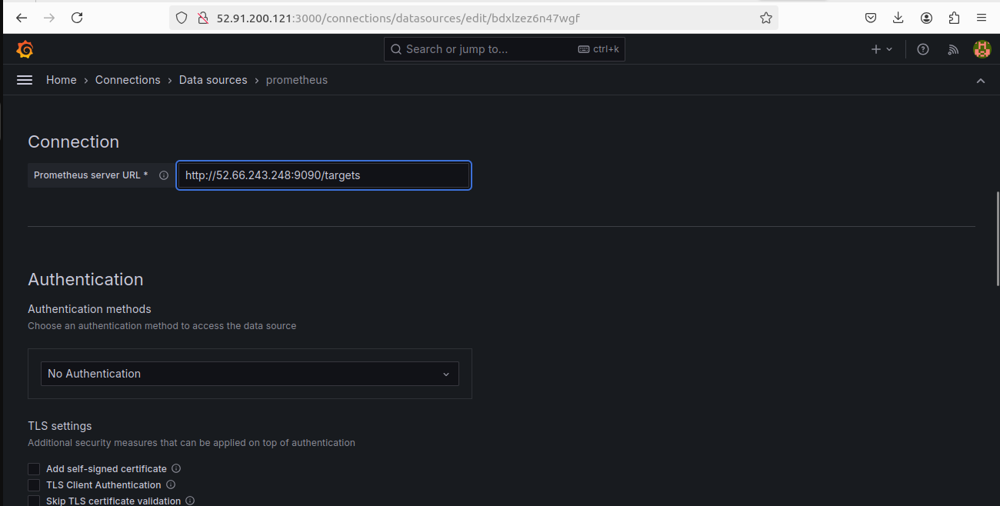 52.91.200.121:3000/connections/datasources/edit/bdxlzez6n47wgf
Search or jump to... ctrl+k
Home › Connections › Data sources › prometheus
Connection
Prometheus server URL * http://52.66.243.248:9090/targets
Authentication
Authentication methods
Choose an authentication method to access the data source
No Authentication
TLS settings
Additional security measures that can be applied on top of authentication
Add self-signed certificate
TLS Client Authentication
Skip TLS certificate validation